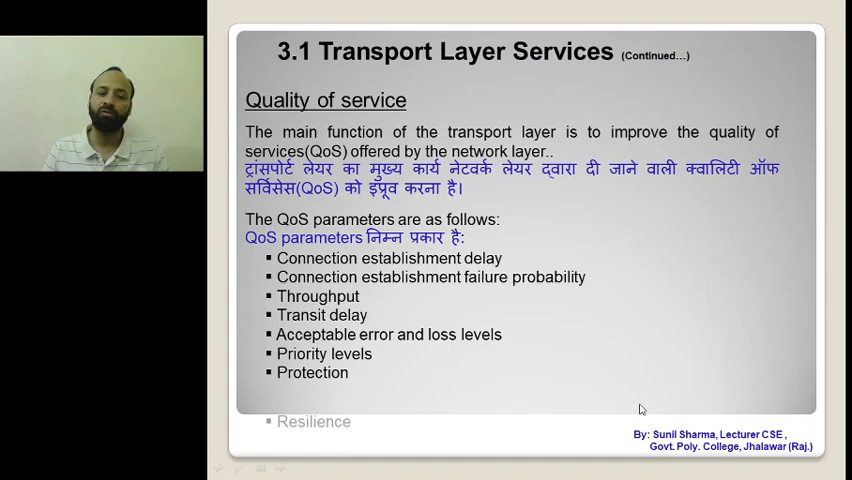 3.1 Transport Layer Services (Continued...)
Quality of service
The main function of the transport layer is to improve the quality of
services(QoS) offered by the network layer..
ट्रांसपोर्ट लेयर का मुख्य कार्य नेटवर्क लेयर द्वारा दी जाने वाली क्वालिटी ऑफ
सर्विसेस(QoS) को इम्प्रूव करना है।
The QoS parameters are as follows:
QoS parameters निम्न प्रकार है:
▪ Connection establishment delay
▪ Connection establishment failure probability
▪ Throughput
▪ Transit delay
▪ Acceptable error and loss levels
▪ Priority levels
▪ Protection
▪ Resilience
By: Sunil Sharma, Lecturer CSE ,
Govt. Poly. College, Jhalawar (Raj.)